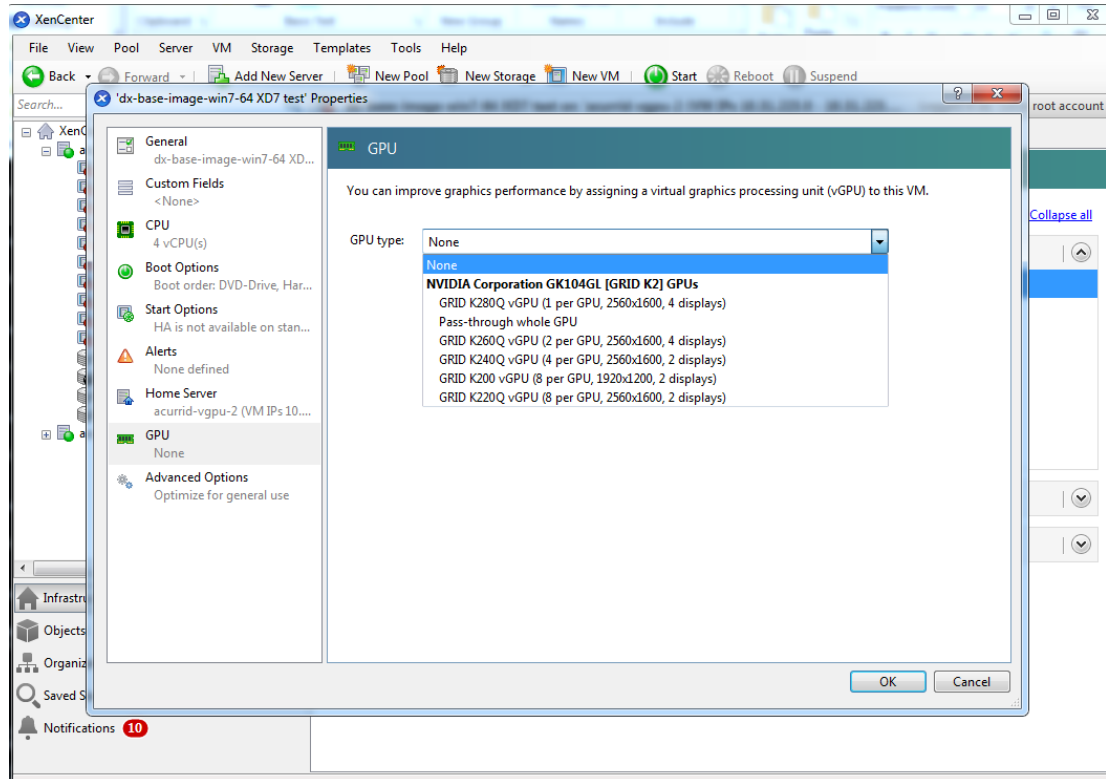 XenCenter
File View Pool Server VM Storage Templates Tools Help
Back Forward Add New Server New Pool New Storage New VM Start Reboot Suspend
Search...
'dx-base-image-win7-64 XD7 test' Properties
root account
XenC
a
a
Collapse all
General
dx-base-image-win7-64 XD...
Custom Fields
<None>
CPU
4 vCPU(s)
Boot Options
Boot order: DVD-Drive, Har...
Start Options
HA is not available on stan...
Alerts
None defined
Home Server
acurrid-vgpu-2 (VM IPs 10....
GPU
None
Advanced Options
Optimize for general use
GPU
You can improve graphics performance by assigning a virtual graphics processing unit (vGPU) to this VM.
GPU type: None
None
NVIDIA Corporation GK104GL [GRID K2] GPUs
GRID K280Q vGPU (1 per GPU, 2560x1600, 4 displays)
Pass-through whole GPU
GRID K260Q vGPU (2 per GPU, 2560x1600, 4 displays)
GRID K240Q vGPU (4 per GPU, 2560x1600, 2 displays)
GRID K200 vGPU (8 per GPU, 1920x1200, 2 displays)
GRID K220Q vGPU (8 per GPU, 2560x1600, 2 displays)
OK Cancel
Infrastru
Objects
Organiz
Saved S
Notifications 10